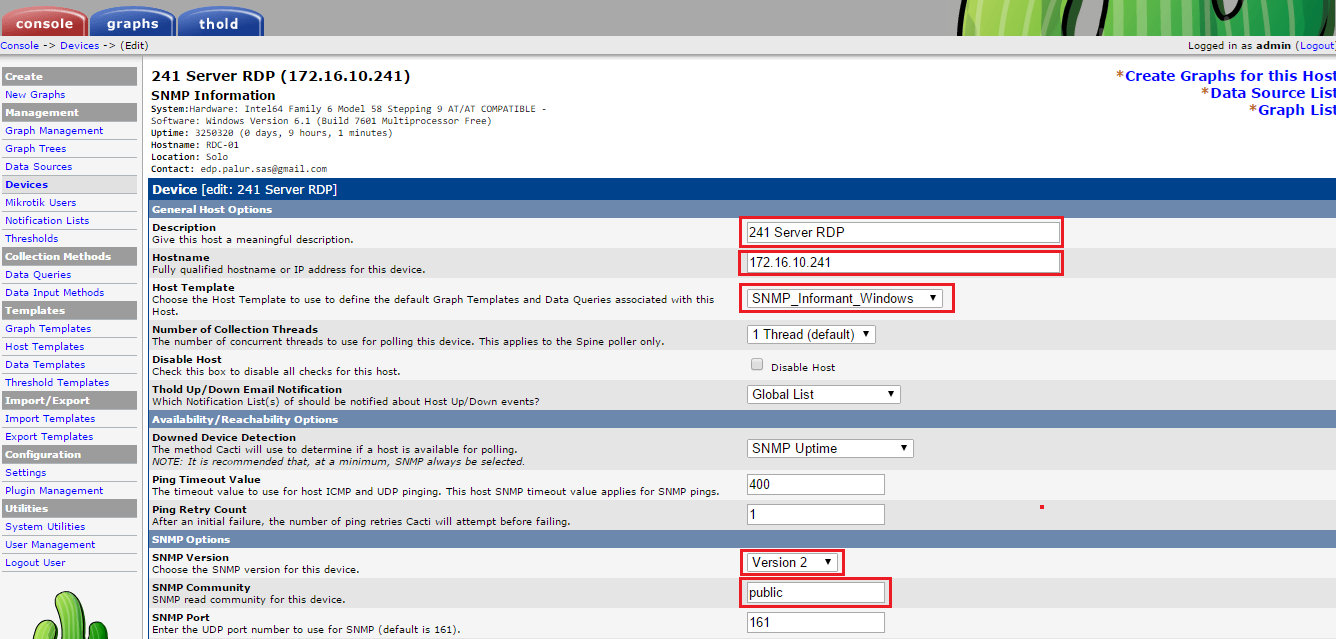 console graphs thold
Console -> Devices -> (Edit)
Logged in as admin (Logout
Create
New Graphs
Management
Graph Management
Graph Trees
Data Sources
Devices
Mikrotik Users
Notification Lists
Thresholds
Collection Methods
Data Queries
Data Input Methods
Templates
Graph Templates
Host Templates
Data Templates
Threshold Templates
Import/Export
Import Templates
Export Templates
Configuration
Settings
Plugin Management
Utilities
System Utilities
User Management
Logout User
241 Server RDP (172.16.10.241)
SNMP Information
System:Hardware: Intel64 Family 6 Model 58 Stepping 9 AT/AT COMPATIBLE -
Software: Windows Version 6.1 (Build 7601 Multiprocessor Free)
Uptime: 3250320 (0 days, 9 hours, 1 minutes)
Hostname: RDC-01
Location: Solo
Contact: edp.palur.sas@gmail.com
*Create Graphs for this Host
*Data Source List
*Graph List
Device [edit: 241 Server RDP]
General Host Options
Description
Give this host a meaningful description.
241 Server RDP
Hostname
Fully qualified hostname or IP address for this device.
172.16.10.241
Host Template
Choose the Host Template to use to define the default Graph Templates and Data Queries associated with this
Host.
SNMP_Informant_Windows
Number of Collection Threads
The number of concurrent threads to use for polling this device. This applies to the Spine poller only.
1 Thread (default)
Disable Host
Check this box to disable all checks for this host.
Disable Host
Thold Up/Down Email Notification
Which Notification List(s) of should be notified about Host Up/Down events?
Global List
Availability/Reachability Options
Downed Device Detection
The method Cacti will use to determine if a host is available for polling.
NOTE: It is recommended that, at a minimum, SNMP always be selected.
SNMP Uptime
Ping Timeout Value
The timeout value to use for host ICMP and UDP pinging. This host SNMP timeout value applies for SNMP pings.
400
Ping Retry Count
After an initial failure, the number of ping retries Cacti will attempt before failing.
1
SNMP Options
SNMP Version
Choose the SNMP version for this device.
Version 2
SNMP Community
SNMP read community for this device.
public
SNMP Port
Enter the UDP port number to use for SNMP (default is 161).
161